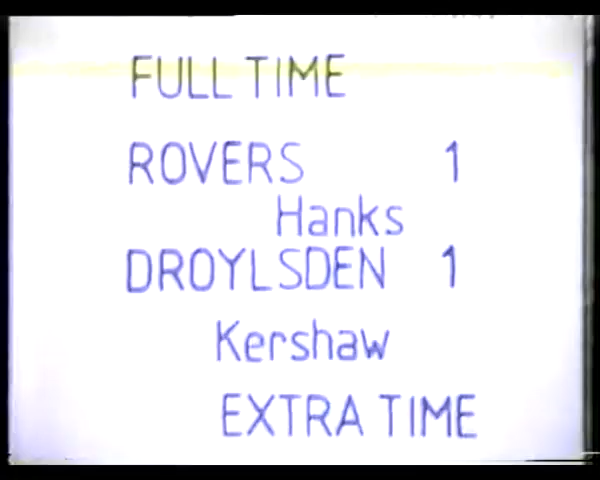 FULL TIME
ROVERS 1
Hanks
DROYLSDEN 1
Kershaw
EXTRA TIME